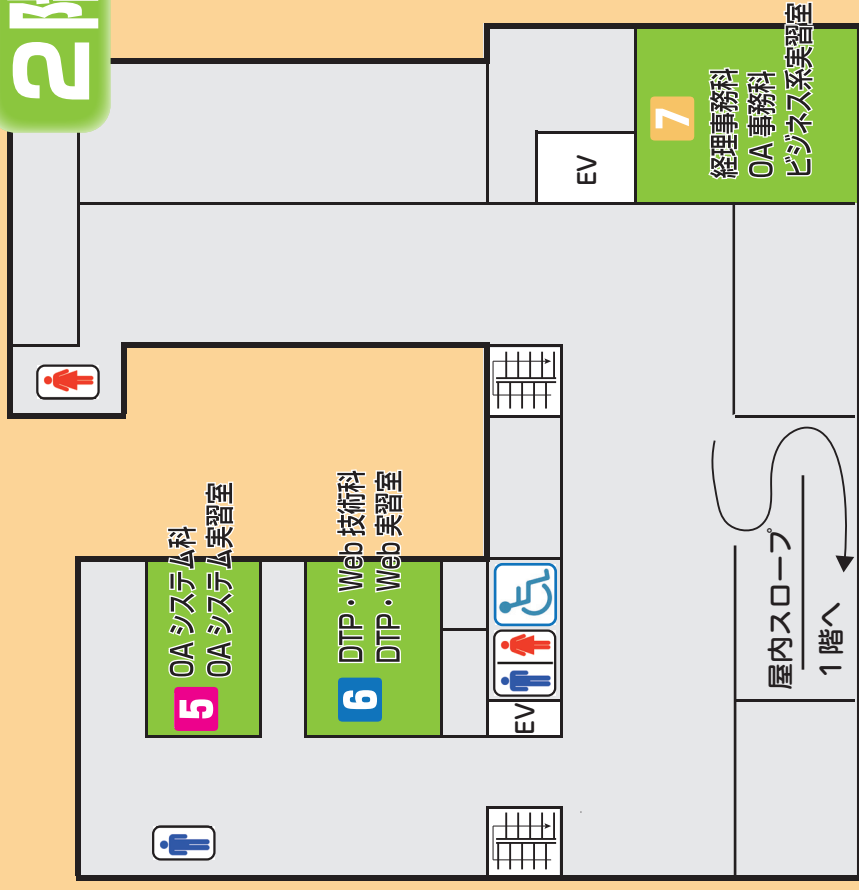 2階
5
OA システム科
OA システム実習室
6
DTP・Web 技術科
DTP・Web 実習室
EV
EV
7
経理事務科
OA 事務科
ビジネス系実習室
屋内スロープ
1階へ